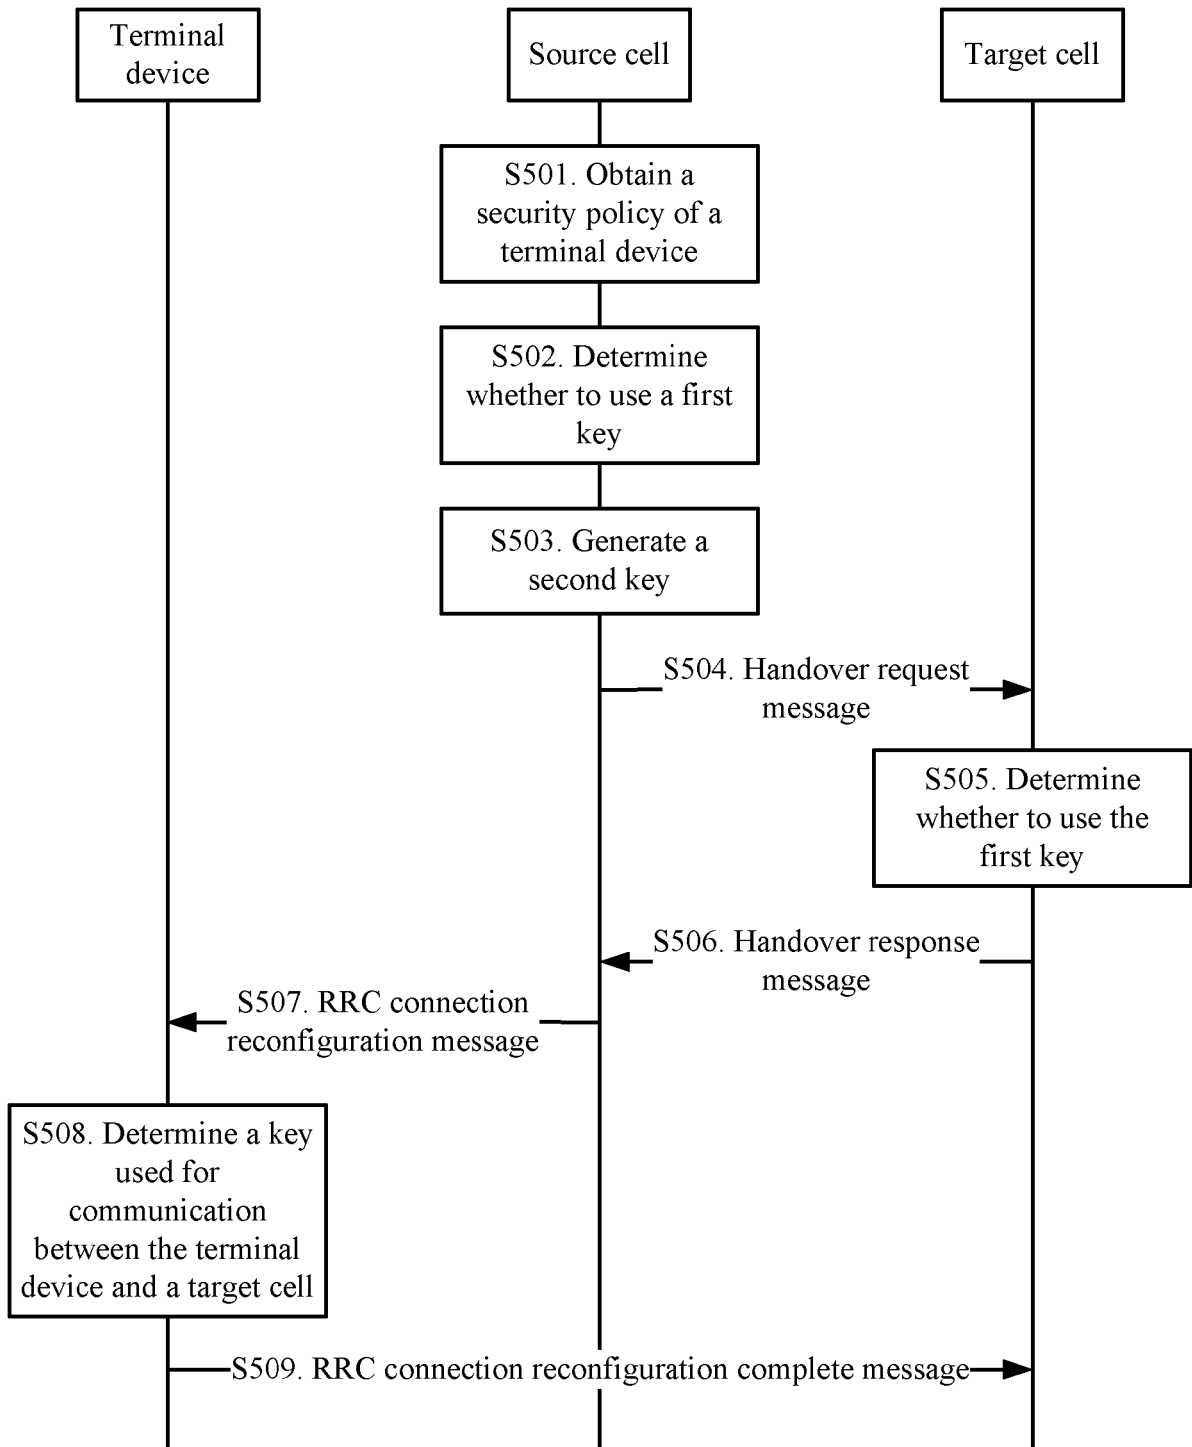 Terminal
device
Source cell
Target cell
S501. Obtain a
security policy of a
terminal device
S502. Determine
whether to use a first
key
S503. Generate a
second key
S504. Handover request
message
S505. Determine
whether to use the
first key
S506. Handover response
message
S507. RRC connection
reconfiguration message
S508. Determine a key
used for
communication
between the terminal
device and a target cell
S509. RRC connection reconfiguration complete message